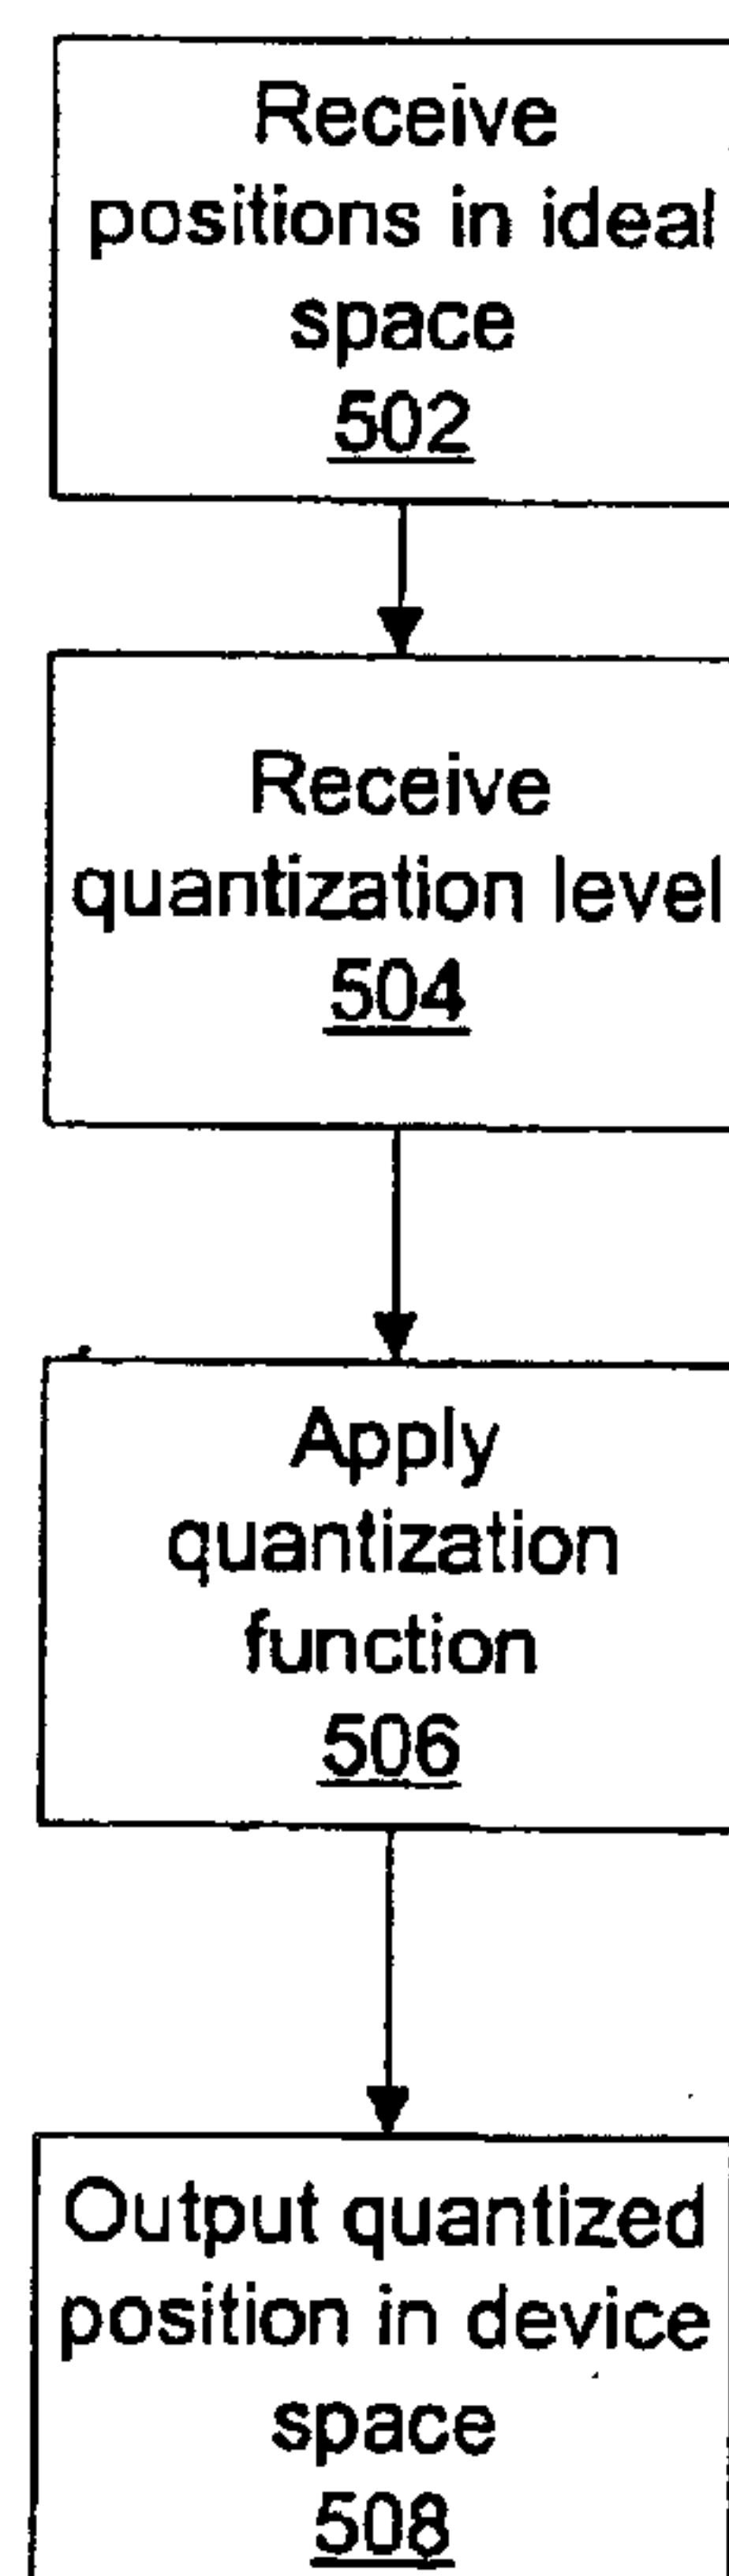 Receive
positions in ideal
space
502
Receive
quantization level
504
Apply
quantization
function
506
Output quantized
position in device
space
508